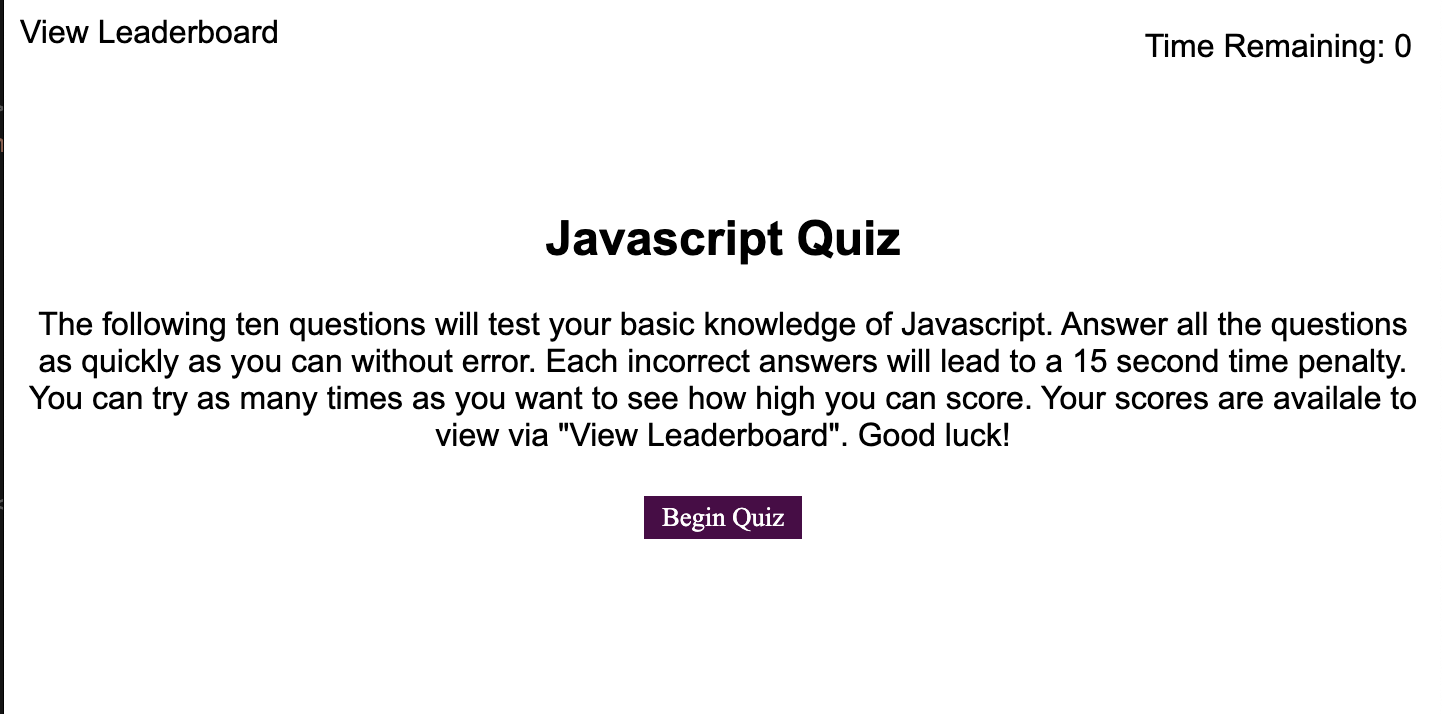 View Leaderboard
Time Remaining: 0
Javascript Quiz
The following ten questions will test your basic knowledge of Javascript. Answer all the questions
as quickly as you can without error. Each incorrect answers will lead to a 15 second time penalty.
You can try as many times as you want to see how high you can score. Your scores are availale to
view via "View Leaderboard". Good luck!
Begin Quiz